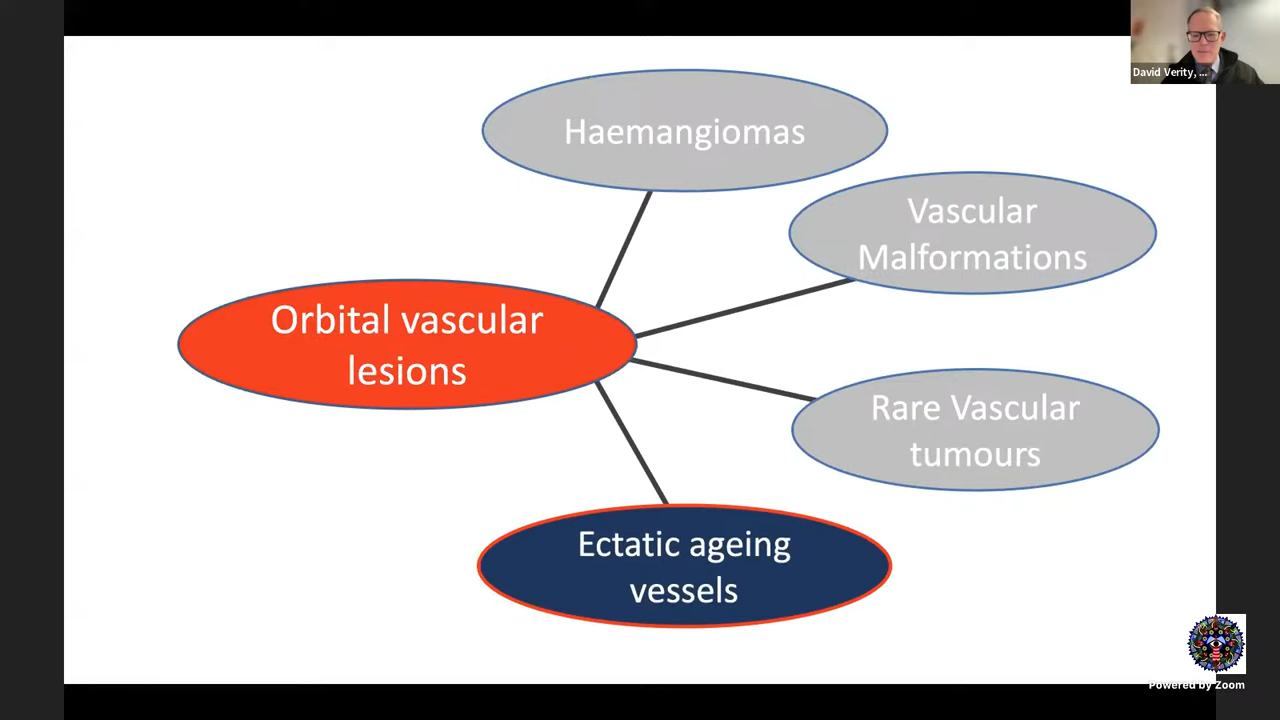 David Verity, ...
Haemangiomas
Vascular
Malformations
Orbital vascular
lesions
Rare Vascular
tumours
Ectatic ageing
vessels
Powered by Zoom